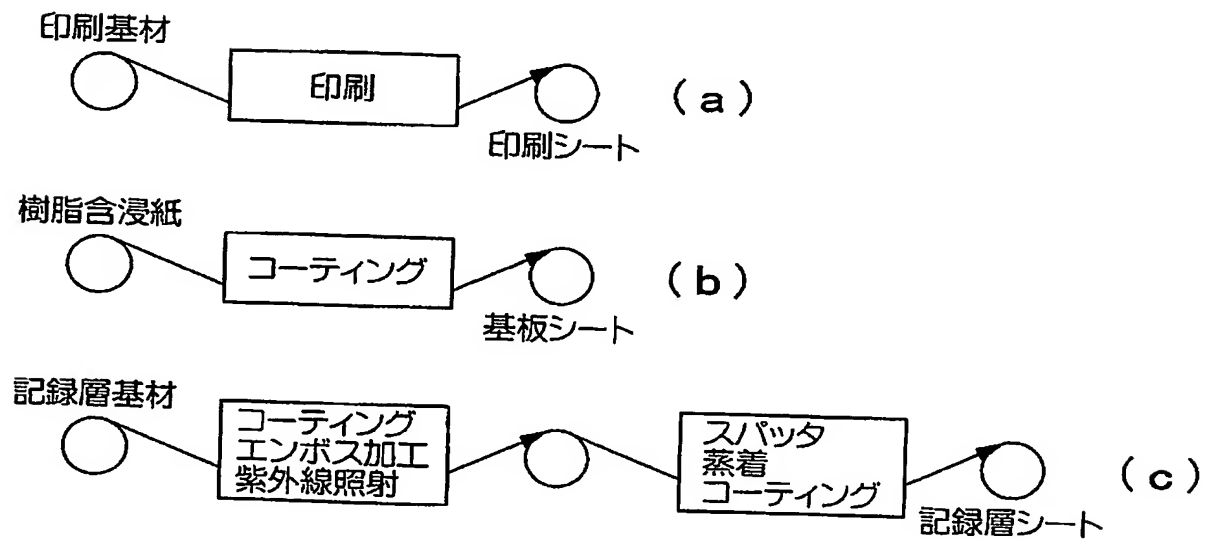 印刷基材
印刷
印刷シート
(a)
樹脂含浸紙
コーティング
基板シート
(b)
記録層基材
コーティング
エンボス加工
紫外線照射
スパッタ
蒸着
コーティング
記録層シート
(c)